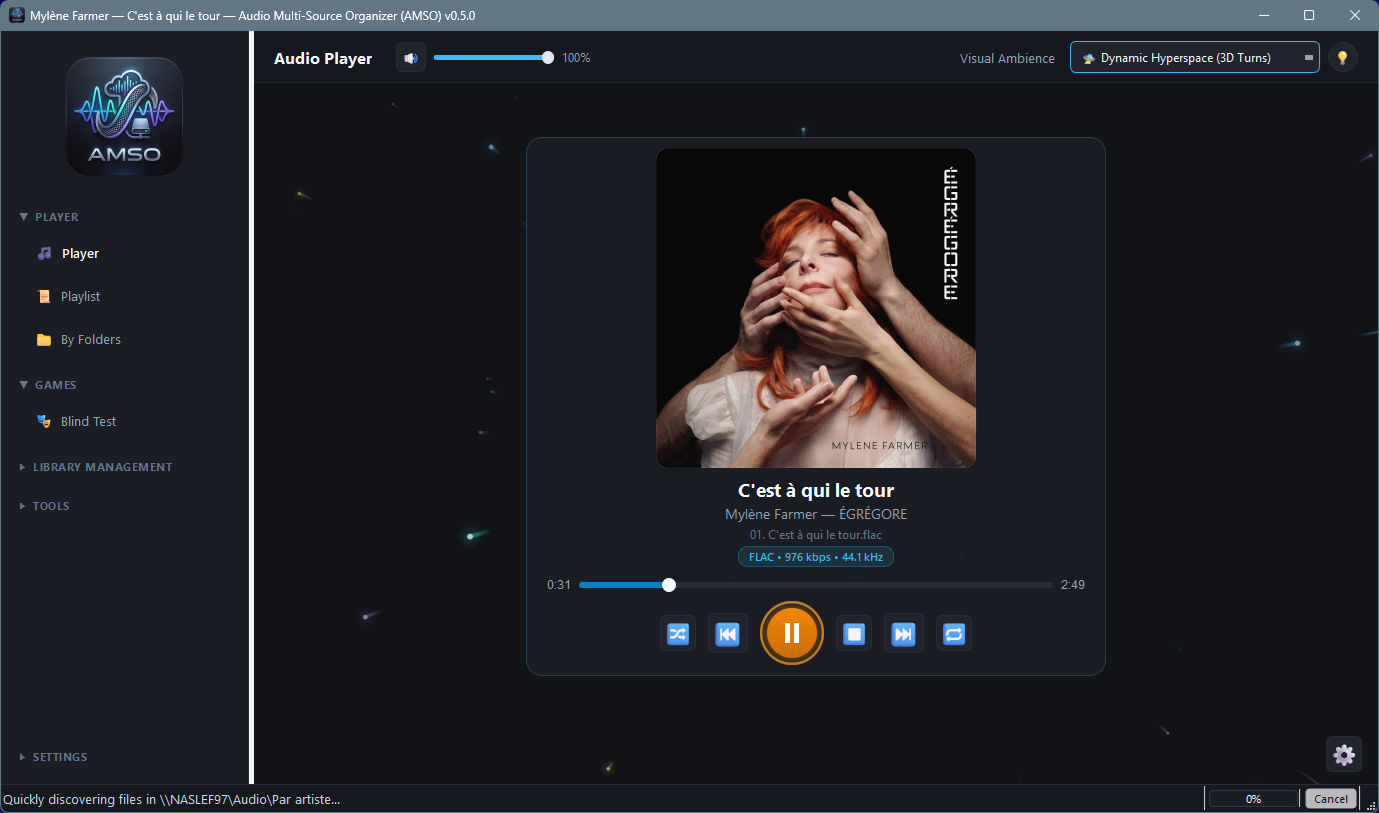 Mylène Farmer — C'est à qui le tour — Audio Multi-Source Organizer (AMSO) v0.5.0
AMSO
PLAYER
Player
Playlist
By Folders
GAMES
Blind Test
LIBRARY MANAGEMENT
TOOLS
SETTINGS
Audio Player
100%
Visual Ambience
Dynamic Hyperspace (3D Turns)
ÉGRÉGORE
MYLENE FARMER
C'est à qui le tour
Mylène Farmer — ÉGRÉGORE
01. C'est à qui le tour.flac
FLAC • 976 kbps • 44.1 kHz
0:31
2:49
Quickly discovering files in \\NASLEF97\Audio\Par artiste...
0%
Cancel